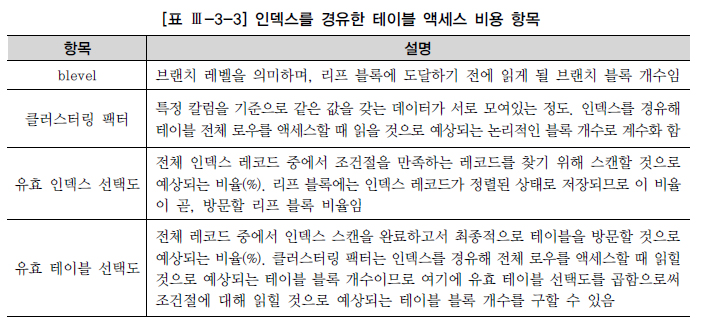 [표 Ⅲ-3-3] 인덱스를 경유한 테이블 액세스 비용 항목
항목 설명
blevel 브랜치 레벨을 의미하며, 리프 블록에 도달하기 전에 읽게 될 브랜치 블록 개수임
클러스터링 팩터 특정 칼럼을 기준으로 같은 값을 갖는 데이터가 서로 모여있는 정도. 인덱스를 경유해
테이블 전체 로우를 액세스할 때 읽을 것으로 예상되는 논리적인 블록 개수로 계수화 함
유효 인덱스 선택도 전체 인덱스 레코드 중에서 조건절을 만족하는 레코드를 찾기 위해 스캔할 것으로
예상되는 비율(%). 리프 블록에는 인덱스 레코드가 정렬된 상태로 저장되므로 이 비율
이 곧, 방문할 리프 블록 비율임
유효 테이블 선택도 전체 레코드 중에서 인덱스 스캔을 완료하고서 최종적으로 테이블을 방문할 것으로
예상되는 비율(%). 클러스터링 팩터는 인덱스를 경유해 전체 로우를 액세스할 때 읽힐
것으로 예상되는 테이블 블록 개수이므로 여기에 유효 테이블 선택도를 곱함으로써
조건절에 대해 읽힐 것으로 예상되는 테이블 블록 개수를 구할 수 있음